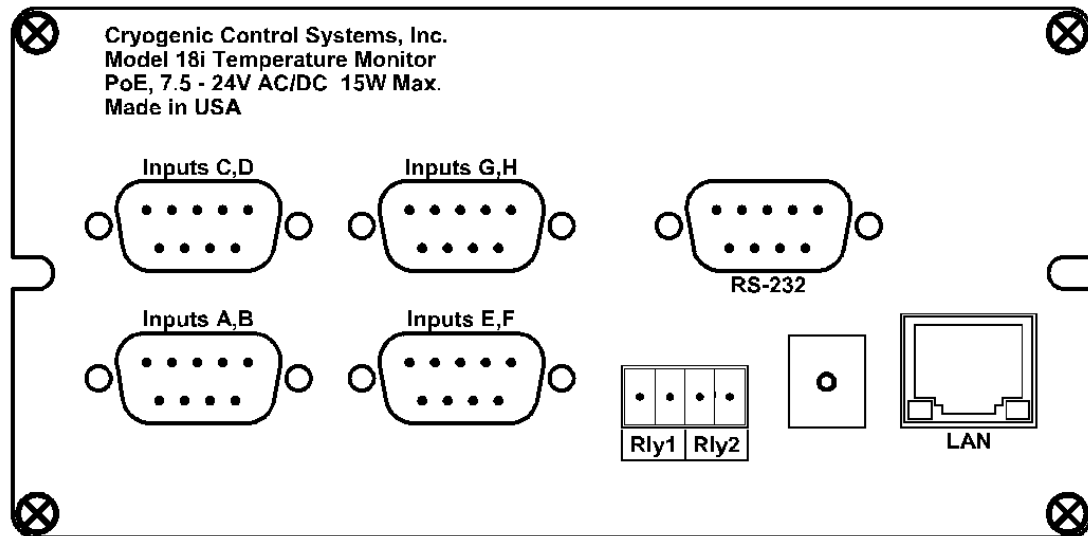 Cryogenic Control Systems, Inc.
Model 18i Temperature Monitor
PoE, 7.5 - 24V AC/DC  15W Max.
Made in USA
Inputs C,D
Inputs G,H
RS-232
Inputs A,B
Inputs E,F
Rly1
Rly2
LAN